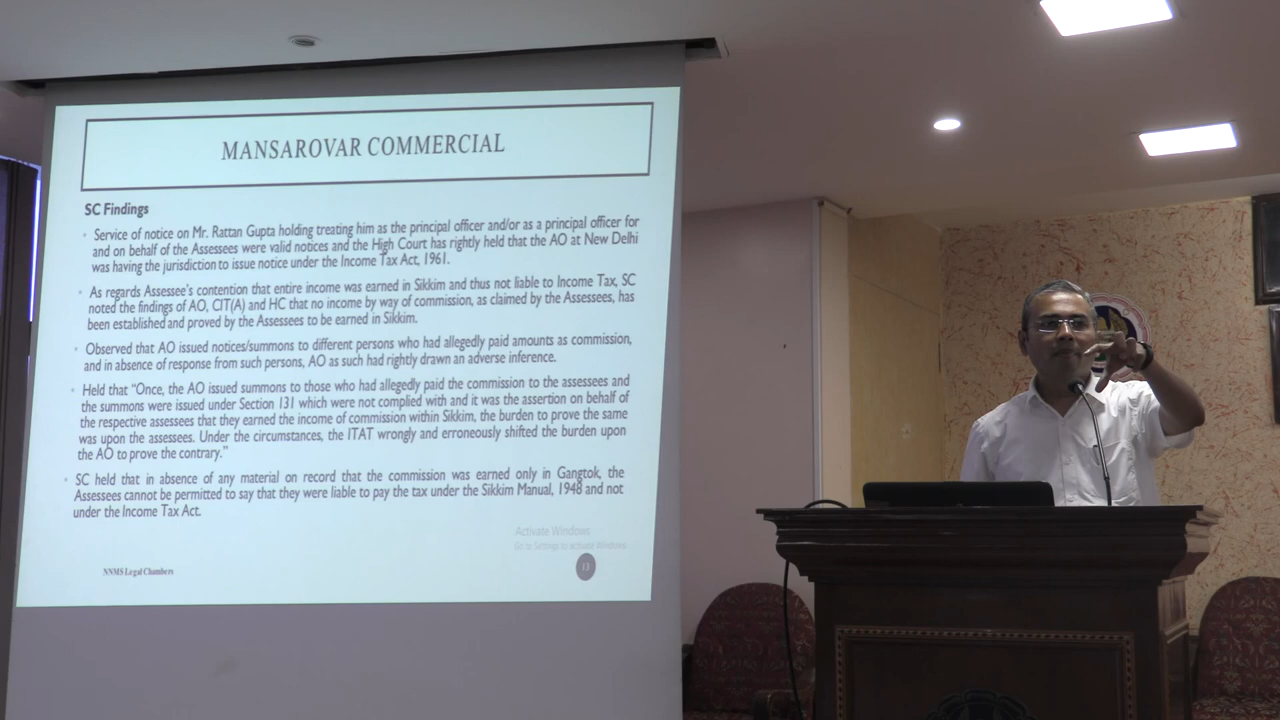 MANSAROVAR COMMERCIAL
SC Findings
Service of notice on Mr. Rattan Gupta holding treating him as the principal officer and/or as a principal officer for
and on behalf of the Assessees were valid notices and the High Court has rightly held that the AO at New Delhi
was having the jurisdiction to issue notice under the Income Tax Act, 1961.
As regards Assessee's contention that entire income was earned in Sikkim and thus not liable to Income Tax, SC
noted the findings of AO, CIT(A) and HC that no income by way of commission, as claimed by the Assessees, has
been established and proved by the Assessees to be earned in Sikkim.
Observed that AO issued notices/summons to different persons who had allegedly paid amounts as commission,
and in absence of response from such persons, AO as such had rightly drawn an adverse inference.
Held that "Once, the AO issued summons to those who had allegedly paid the commission to the assessees and
the summons were issued under Section 131 which were not complied with and it was the assertion on behalf of
the respective assessees that they earned the income of commission within Sikkim, the burden to prove the same
was upon the assessees. Under the circumstances, the ITAT wrongly and erroneously shifted the burden upon
the AO to prove the contrary."
SC held that in absence of any material on record that the commission was earned only in Gangtok, the
Assessees cannot be permitted to say that they were liable to pay the tax under the Sikkim Manual, 1948 and not
under the Income Tax Act.
Activate Windows
Go to Settings to activate Windows.
NNMS Legal Chambers
13